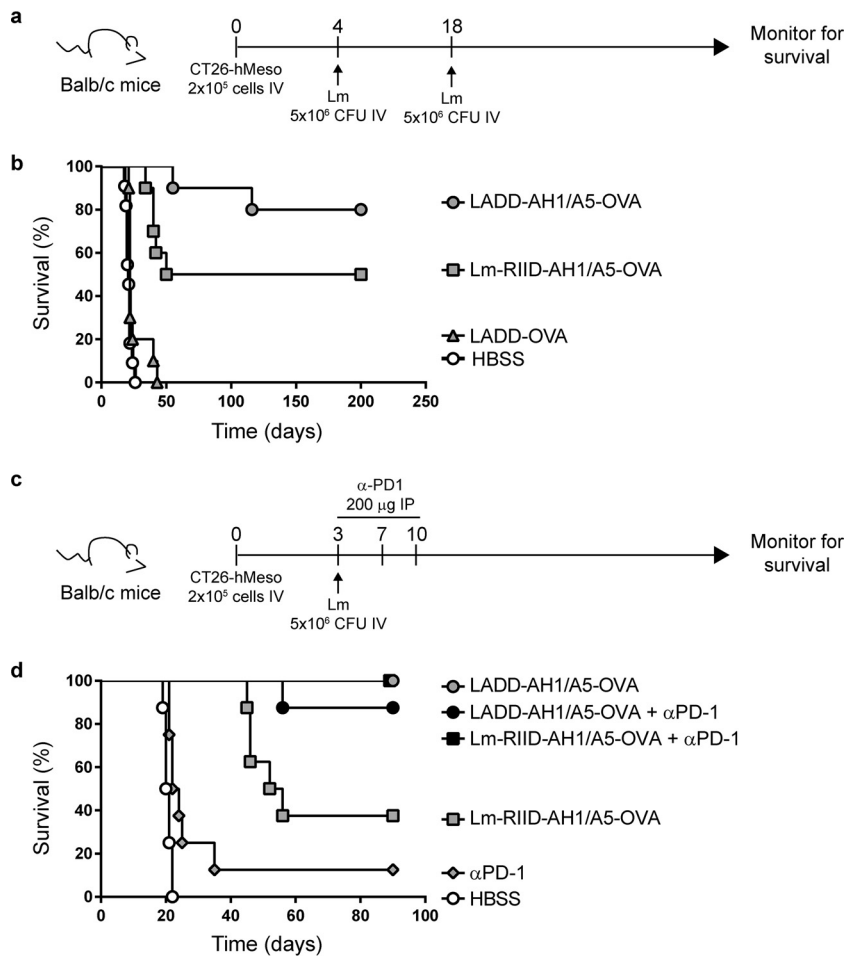 a
0
4
18
Monitor for
survival
Balb/c mice
CT26-hMeso
2x10⁵ cells IV
Lm
5x10⁶ CFU IV
Lm
5x10⁶ CFU IV
b
100
80
60
40
20
0
Survival (%)
0
50
100
150
200
250
Time (days)
LADD-AH1/A5-OVA
Lm-RIID-AH1/A5-OVA
LADD-OVA
HBSS
c
α-PD1
200 µg IP
0
3
7
10
Monitor for
survival
Balb/c mice
CT26-hMeso
2x10⁵ cells IV
Lm
5x10⁶ CFU IV
d
100
80
60
40
20
0
Survival (%)
0
20
40
60
80
100
Time (days)
LADD-AH1/A5-OVA
LADD-AH1/A5-OVA + αPD-1
Lm-RIID-AH1/A5-OVA + αPD-1
Lm-RIID-AH1/A5-OVA
αPD-1
HBSS